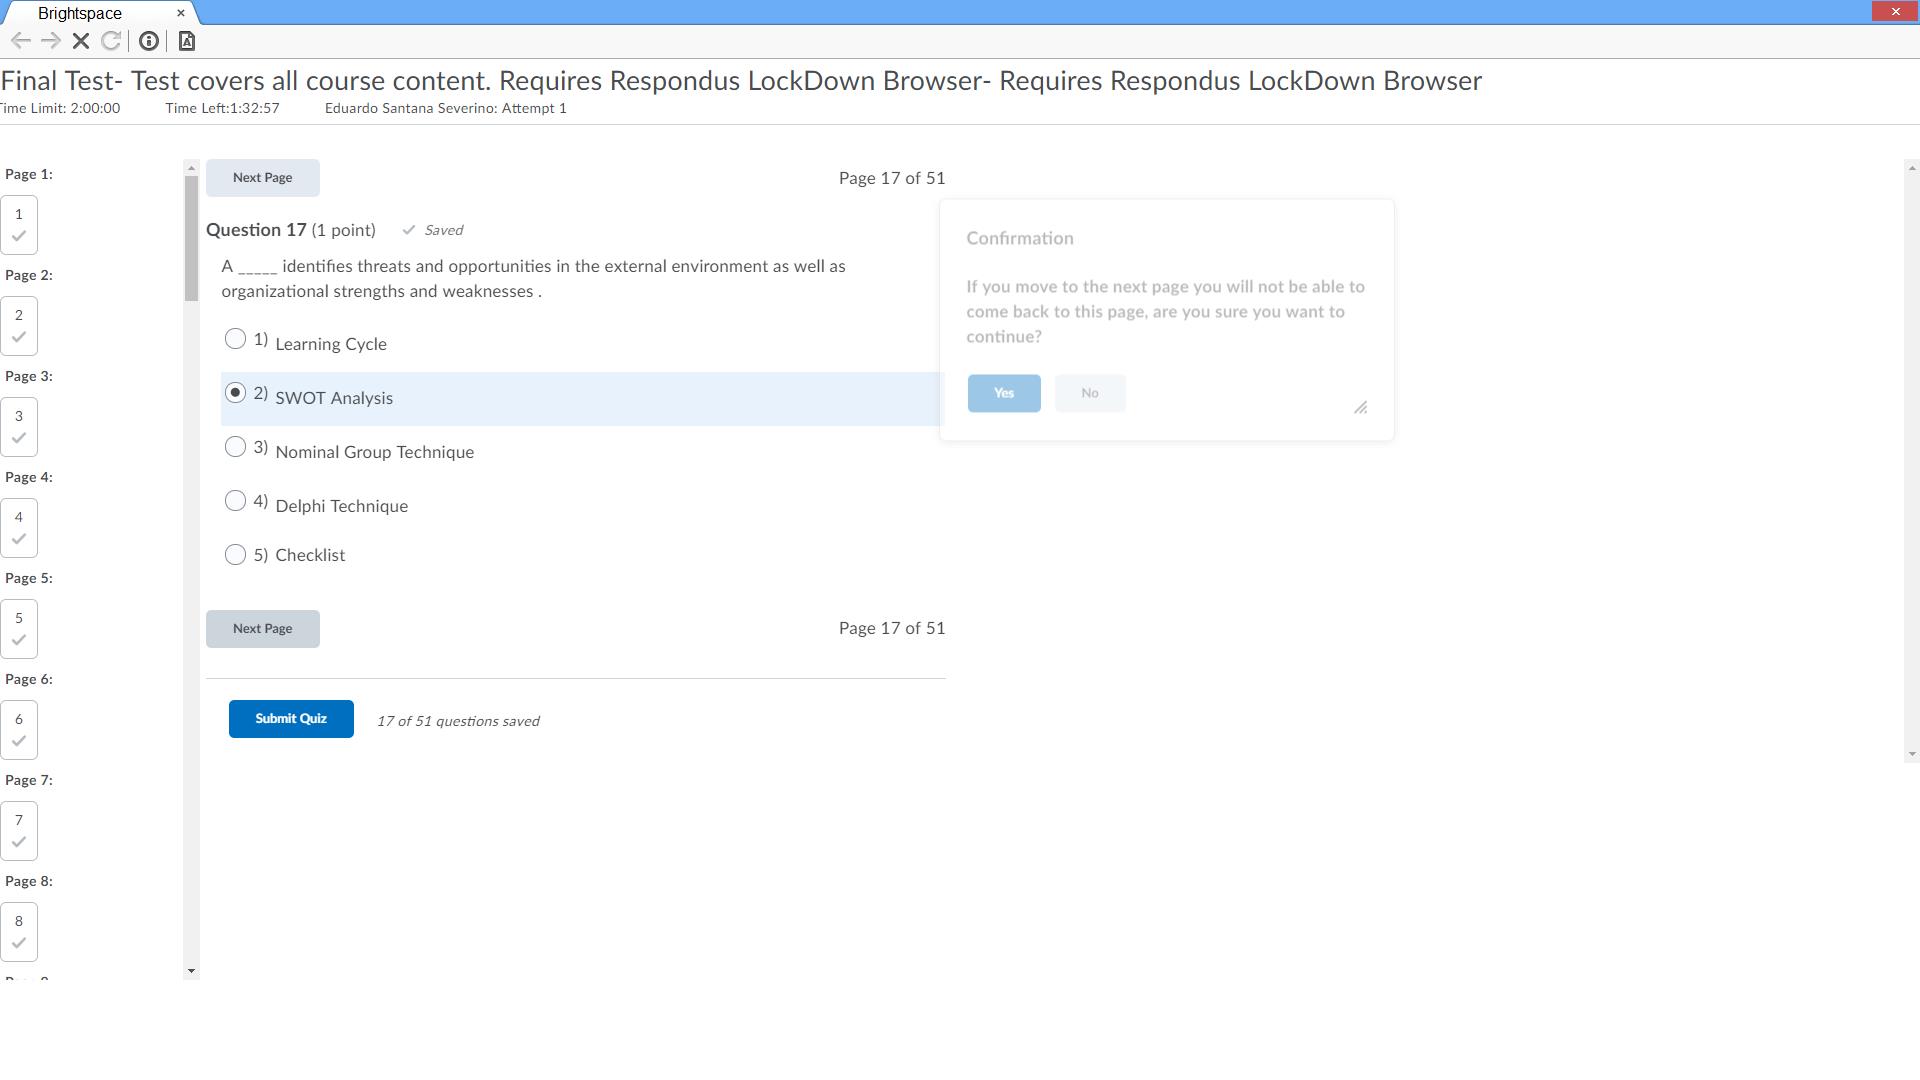 Brightspace
Final Test- Test covers all course content. Requires Respondus LockDown Browser- Requires Respondus LockDown Browser
Time Limit: 2:00:00 Time Left:1:32:57 Eduardo Santana Severino: Attempt 1
Page 1:
1
Page 2:
2
Page 3:
3
Page 4:
4
Page 5:
5
Page 6:
6
Page 7:
7
Page 8:
8
Next Page
Page 17 of 51
Question 17 (1 point) Saved
A _____ identifies threats and opportunities in the external environment as well as
organizational strengths and weaknesses .
1) Learning Cycle
2) SWOT Analysis
3) Nominal Group Technique
4) Delphi Technique
5) Checklist
Next Page
Page 17 of 51
Submit Quiz
17 of 51 questions saved
Confirmation
If you move to the next page you will not be able to
come back to this page, are you sure you want to
continue?
Yes
No